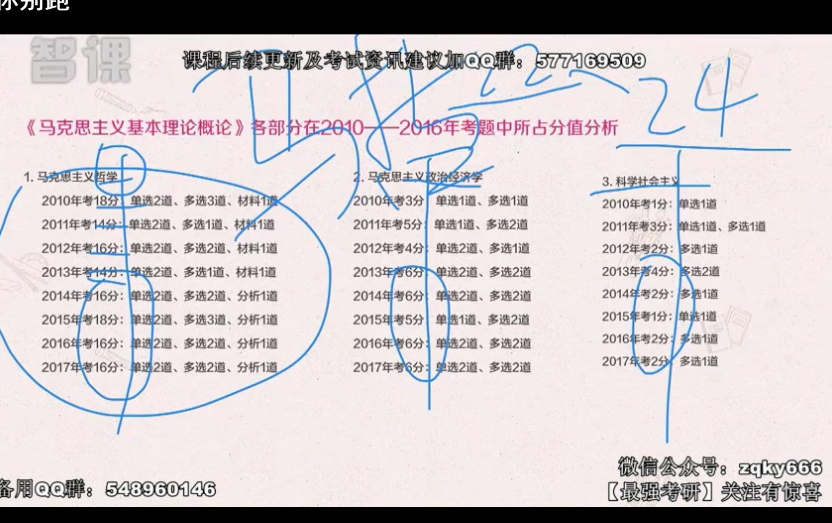 你别跑
智课
课程后续更新及考试资讯建议加QQ群：577169509
24
《马克思主义基本理论概论》各部分在2010——2016年考题中所占分值分析
1. 马克思主义哲学
2010年考18分：单选2道、多选3道、材料1道
2011年考14分：单选2道、多选1道、材料1道
2012年考16分：单选2道、多选2道、材料1道
2013年考14分：单选2道、多选1道、材料1道
2014年考16分：单选2道、多选2道、分析1道
2015年考18分：单选2道、多选3道、分析1道
2016年考16分：单选2道、多选2道、分析1道
2017年考16分：单选2道、多选2道、分析1道
2. 马克思主义政治经济学
2010年考3分：单选1道、多选1道
2011年考5分：单选1道、多选2道
2012年考4分：单选2道、多选1道
2013年考6分：单选2道、多选2道
2014年考6分：单选2道、多选2道
2015年考5分：单选1道、多选2道
2016年考6分：单选2道、多选2道
2017年考6分：单选2道、多选2道
3. 科学社会主义
2010年考1分：单选1道
2011年考3分：单选1道、多选1道
2012年考2分：多选1道
2013年考4分：多选2道
2014年考2分：多选1道
2015年考1分：单选1道
2016年考2分：多选1道
2017年考2分：多选1道
微信公众号：zqky666
备用QQ群：548960146
【最强考研】关注有惊喜